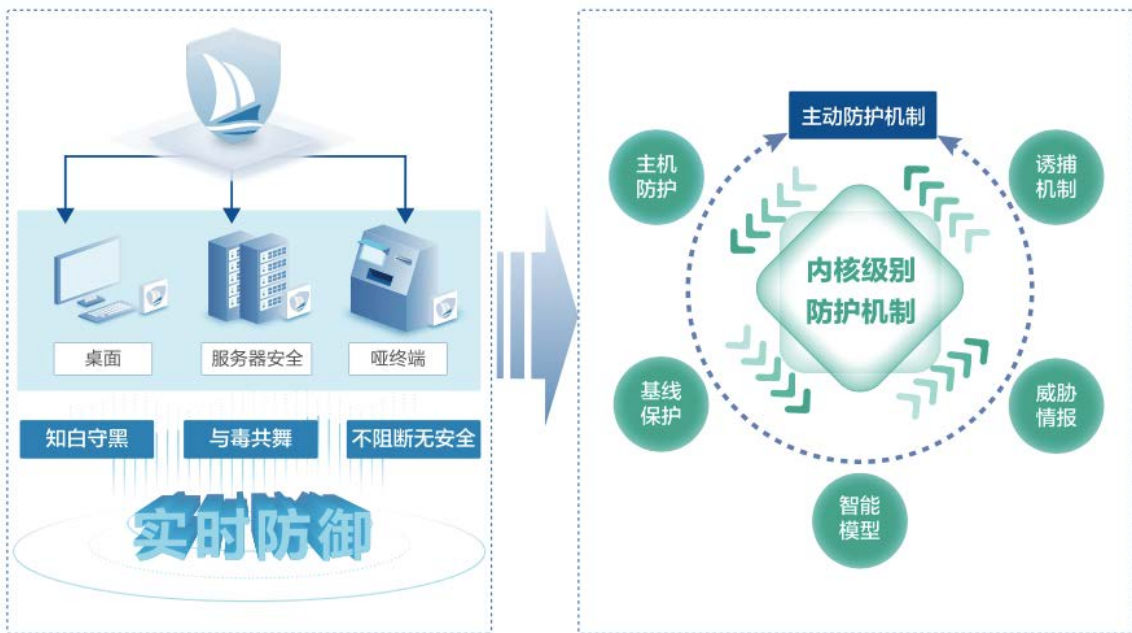 桌面
服务器安全
哑终端
知白守黑
与毒共舞
不阻断无安全
实时防御
主动防护机制
主机
防护
诱捕
机制
内核级别
防护机制
基线
保护
威胁
情报
智能
模型